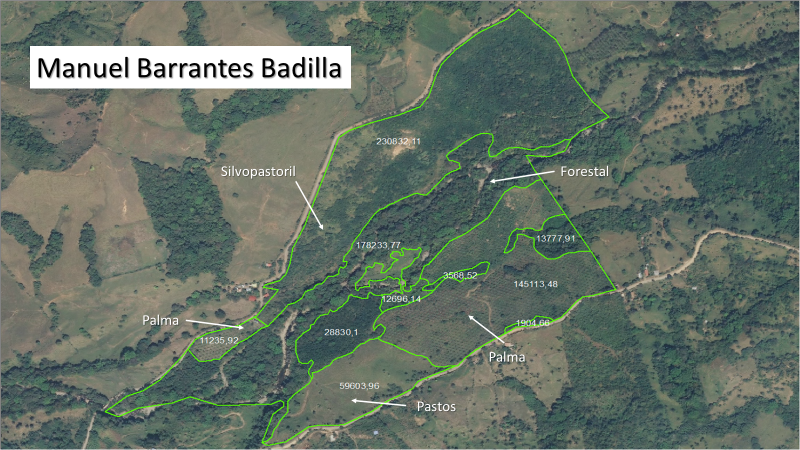 Manuel Barrantes Badilla
230832,11
Silvopastoril
Forestal
178233,77
13777,91
3568,52
145113,48
12696,14
Palma
1904,66
11235,92
28830,1
Palma
59603,96
Pastos